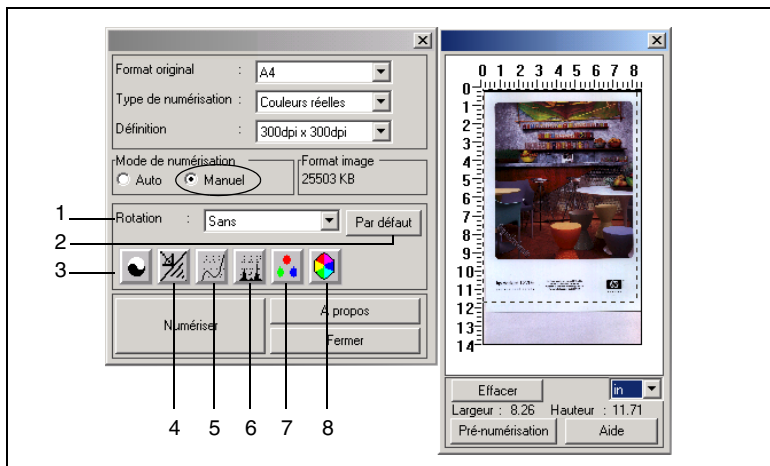 Format original : A4
Type de numérisation : Couleurs réelles
Définition : 300dpi x 300dpi
Mode de numérisation
Auto Manuel
Format image
25503 KB
1 Rotation : Sans Par défaut
2
3
Numériser
A propos
Fermer
4 5 6 7 8
0 1 2 3 4 5 6 7 8
0
1
2
3
4
5
6
7
8
9
10
11
12
13
14
hp
Effacer in
Largeur : 8.26 Hauteur : 11.71
Pré-numérisation Aide